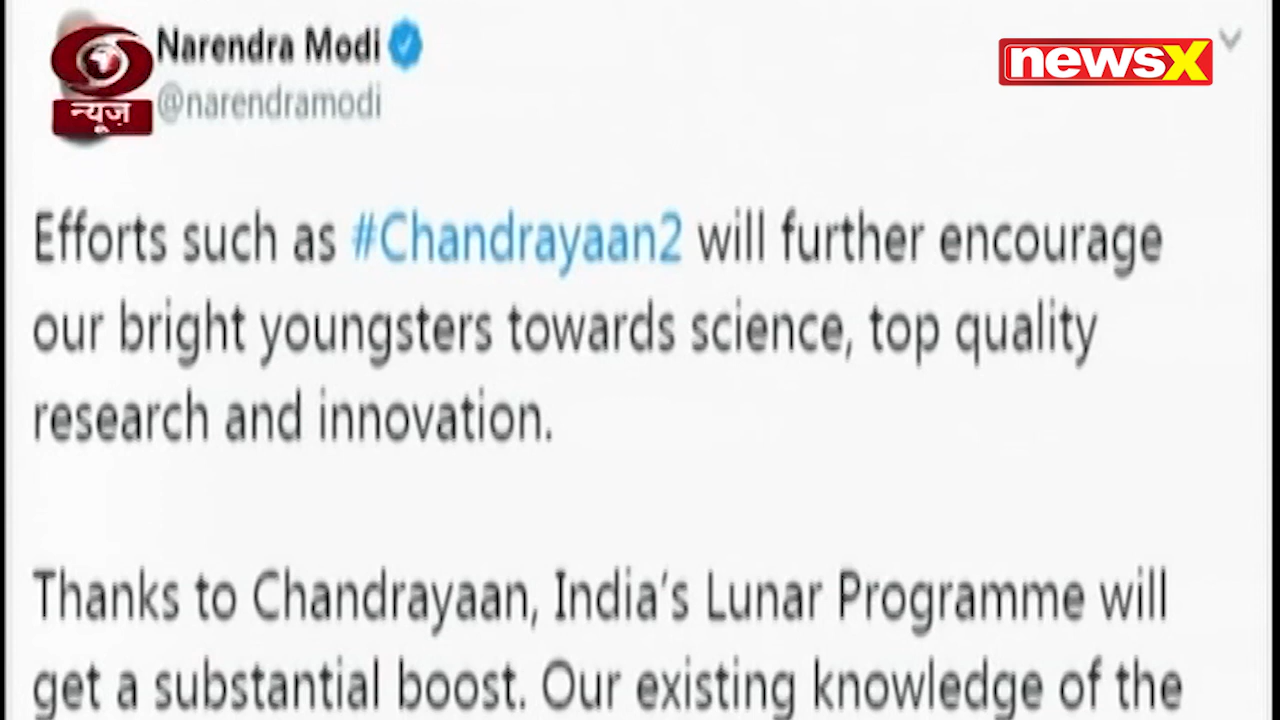 Narendra Modi
@narendramodi
न्यूज़
newsX
Efforts such as #Chandrayaan2 will further encourage
our bright youngsters towards science, top quality
research and innovation.
Thanks to Chandrayaan, India's Lunar Programme will
get a substantial boost. Our existing knowledge of the